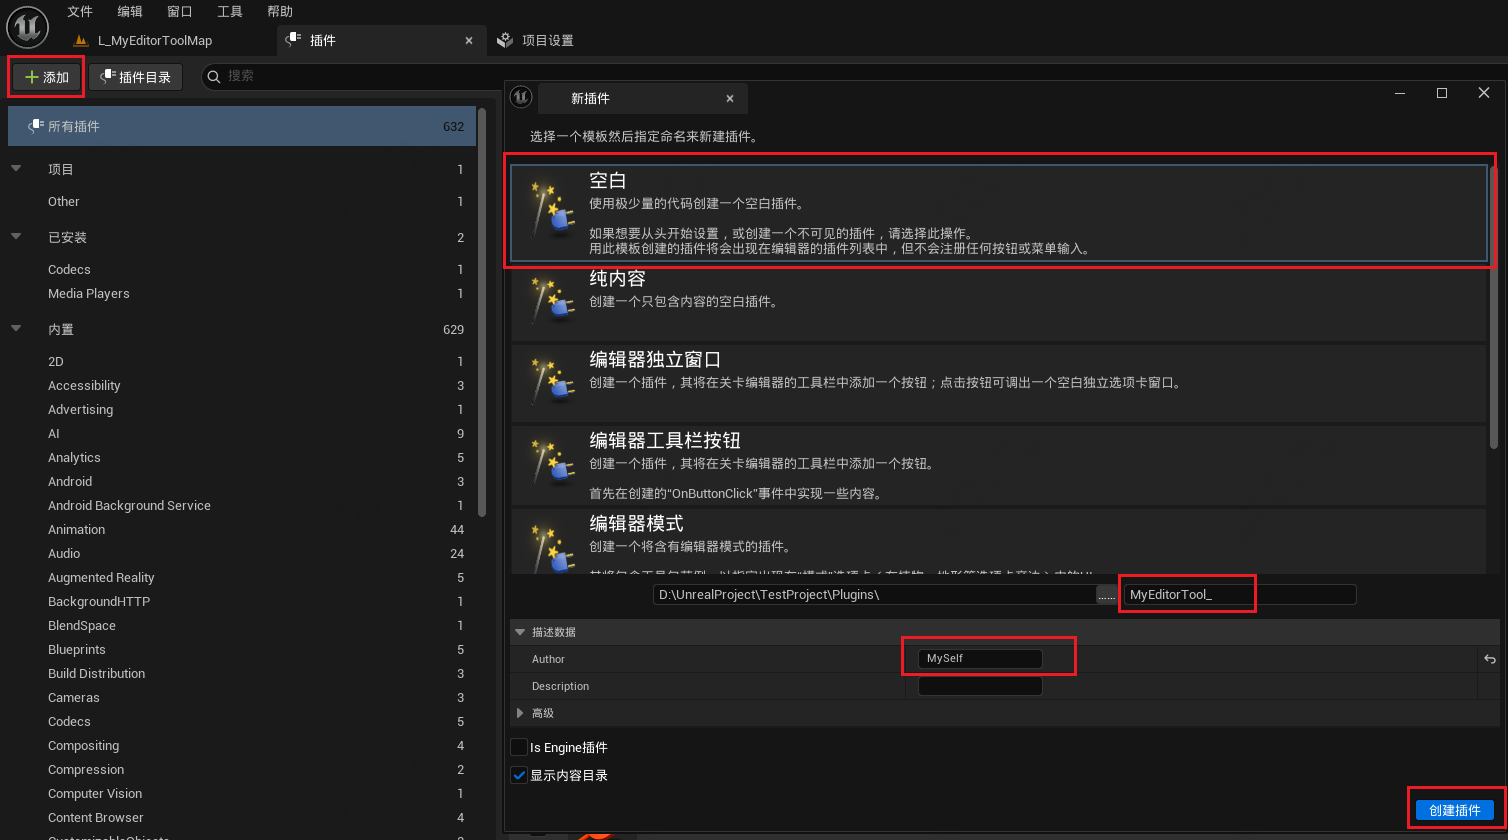 文件 编辑 窗口 工具 帮助
L_MyEditorToolMap
插件
项目设置
添加
插件目录
搜索
所有插件 632
项目 1
Other 1
已安装 2
Codecs 1
Media Players 1
内置 629
2D 1
Accessibility 3
Advertising 1
AI 9
Analytics 5
Android 3
Android Background Service 1
Animation 44
Audio 24
Augmented Reality 5
BackgroundHTTP 1
BlendSpace 1
Blueprints 5
Build Distribution 3
Cameras 3
Codecs 5
Compositing 4
Compression 2
Computer Vision 1
Content Browser 4
新插件
选择一个模板然后指定命名来新建插件。
空白
使用极少量的代码创建一个空白插件。
如果想要从头开始设置，或创建一个不可见的插件，请选择此操作。
用此模板创建的插件将会出现在编辑器的插件列表中，但不会注册任何按钮或菜单输入。
纯内容
创建一个只包含内容的空白插件。
编辑器独立窗口
创建一个插件，其将在关卡编辑器的工具栏中添加一个按钮；点击按钮可调出一个空白独立选项卡窗口。
编辑器工具栏按钮
创建一个插件，其将在关卡编辑器的工具栏中添加一个按钮。
首先在创建的“OnButtonClick”事件中实现一些内容。
编辑器模式
创建一个将含有编辑器模式的插件。
D:\UnrealProject\TestProject\Plugins\
......
MyEditorTool_
描述数据
Author MySelf
Description
高级
Is Engine插件
显示内容目录
创建插件